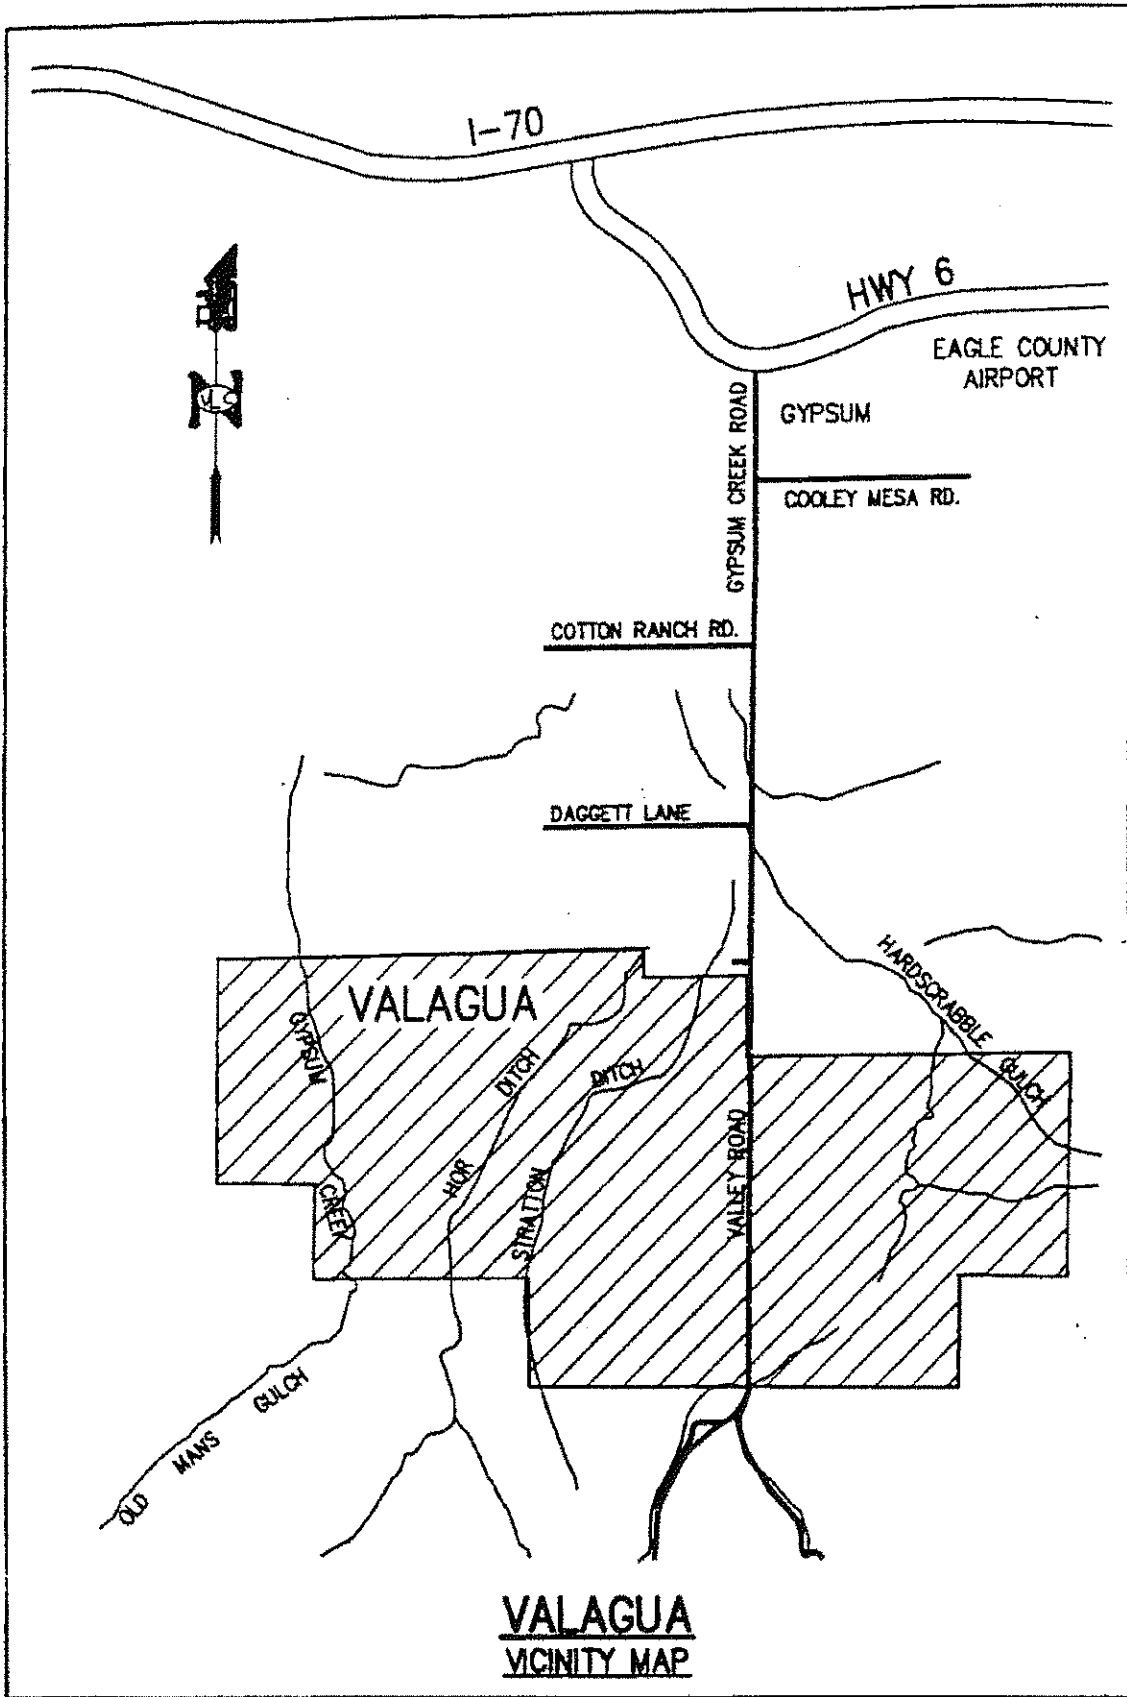 I-70
HWY 6
EAGLE COUNTY
AIRPORT
GYPSUM CREEK ROAD
GYPSUM
COOLEY MESA RD.
COTTON RANCH RD.
DAGGETT LANE
HARDSCRABBLE GULCH
VALAGUA
GYPSUM CREEK
HOR DITCH
STRATTON DITCH
VALLEY ROAD
OLD MANS GULCH
VALAGUA
VICINITY MAP